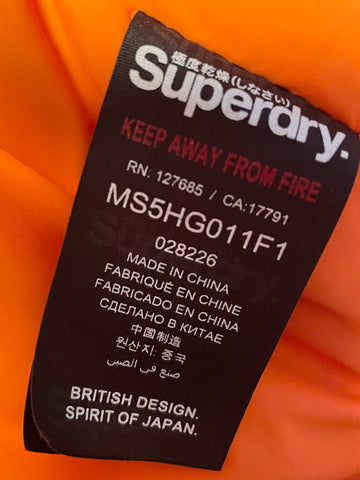 極度乾燥(しなさい)
Superdry.
KEEP AWAY FROM FIRE
RN: 127685 / CA:17791
MS5HG011F1
028226
MADE IN CHINA
FABRIQUÉ EN CHINE
FABRICADO EN CHINA
СДЕЛАНО В КИТАЕ
中国制造
원산지: 중국
صنع في الصين
BRITISH DESIGN.
SPIRIT OF JAPAN.